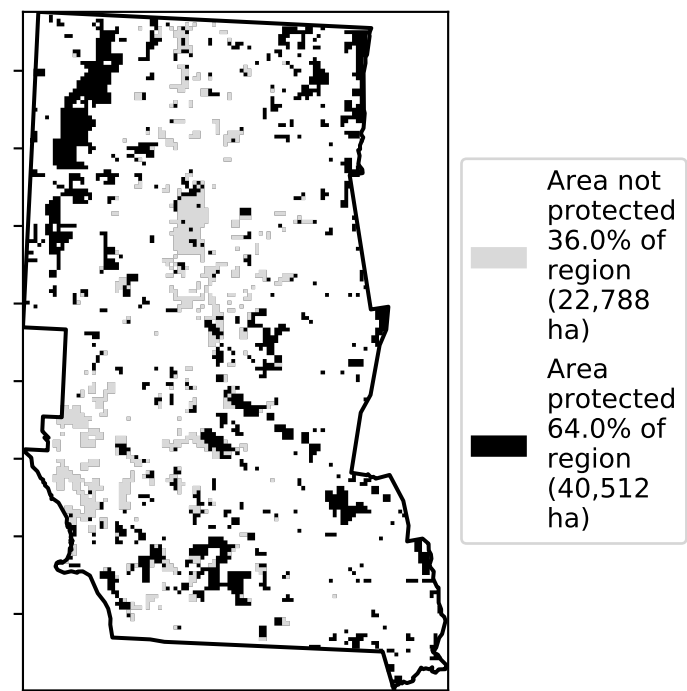 Area not
protected
36.0% of
region
(22,788
ha)
Area
protected
64.0% of
region
(40,512
ha)